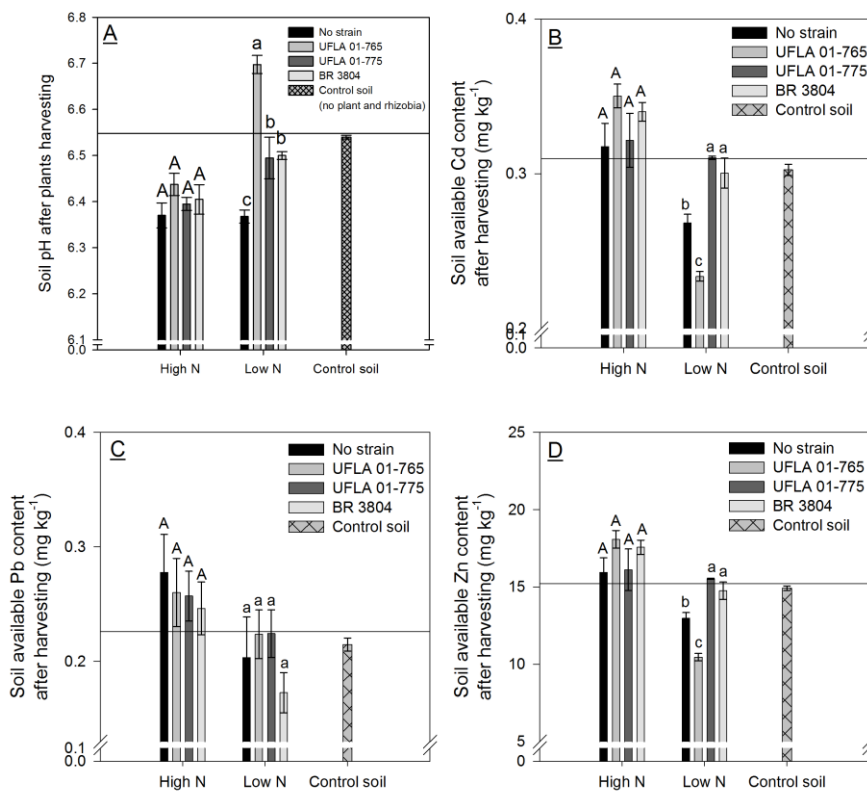 A
No strain
UFLA 01-765
UFLA 01-775
BR 3804
Control soil
(no plant and rhizobia)
Soil pH after plants harvesting
6.8
6.7
6.6
6.5
6.4
6.3
6.2
6.1
0.0
A
A
A
A
c
a
b
b
High N
Low N
Control soil
B
No strain
UFLA 01-765
UFLA 01-775
BR 3804
Control soil
Soil available Cd content
after harvesting (mg kg-1)
0.4
0.3
0.2
0.1
0.0
A
A
A
A
b
c
a
a
High N
Low N
Control soil
C
No strain
UFLA 01-765
UFLA 01-775
BR 3804
Control soil
Soil available Pb content
after harvesting (mg kg-1)
0.4
0.3
0.2
0.1
0.0
A
A
A
A
a
a
a
a
High N
Low N
Control soil
D
No strain
UFLA 01-765
UFLA 01-775
BR 3804
Control soil
Soil available Zn content
after harvesting (mg kg-1)
25
20
15
10
5
0
A
A
A
A
b
c
a
a
High N
Low N
Control soil